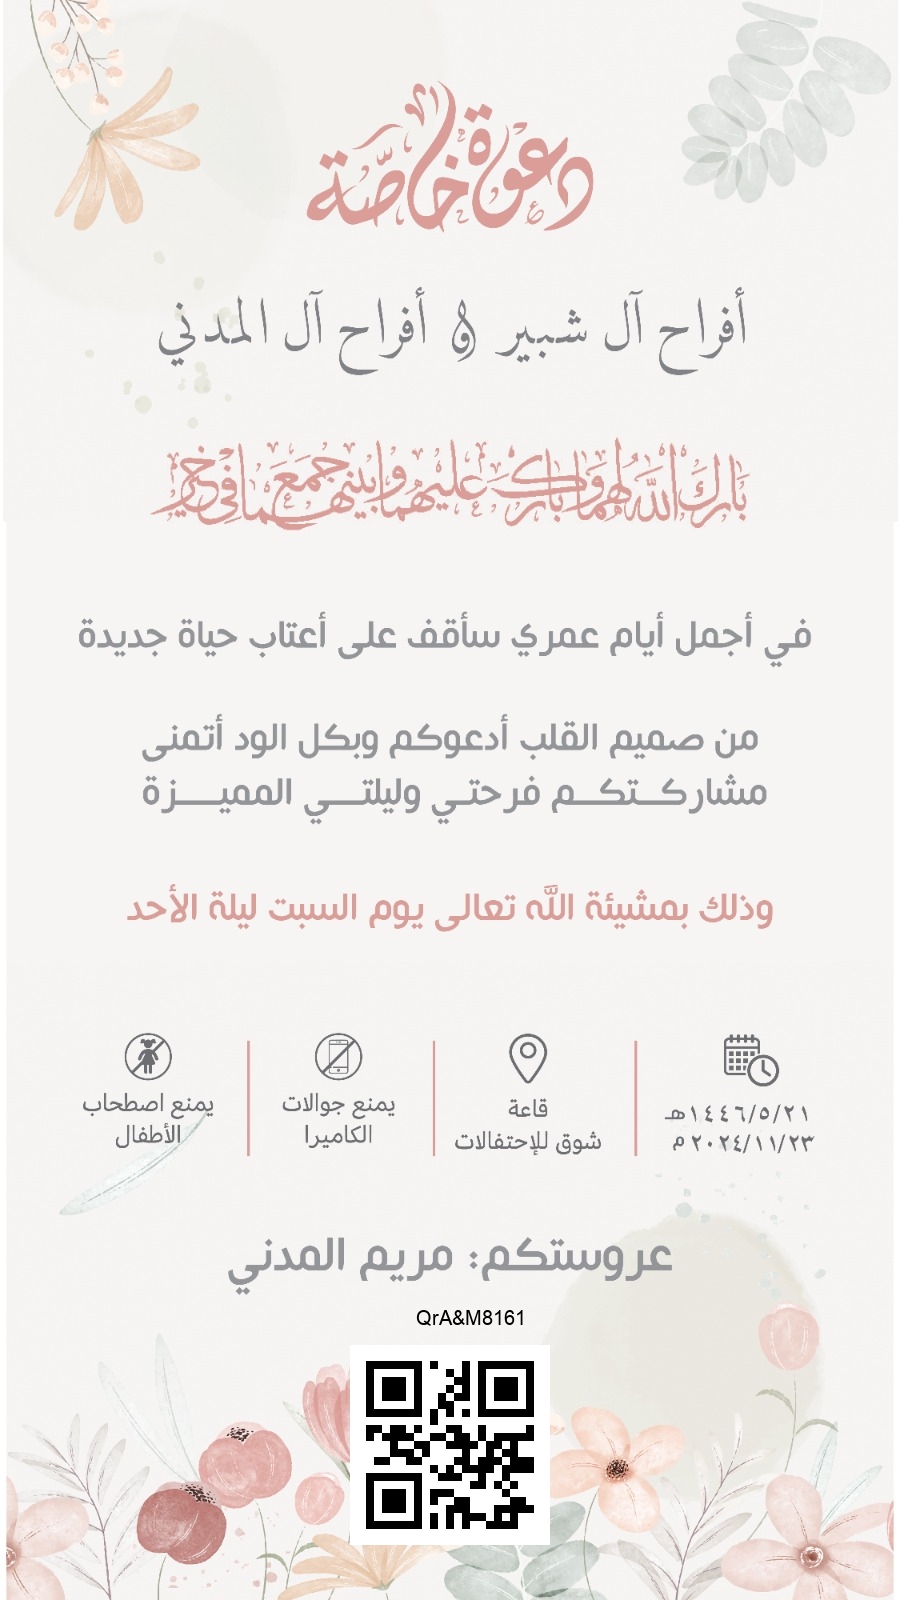 دعوة خاصة
أفراح آل شبير و أفراح آل المدني
بارك الله لهما وبارك عليهما وجمع بينهما في خير
في أجمل أيام عمري سأقف على أعتاب حياة جديدة
من صميم القلب أدعوكم وبكل الود أتمنى
مشاركـتكـم فرحتي وليلتـي المميـزة
وذلك بمشيئة الله تعالى يوم السبت ليلة الأحد
١٤٤٦/٥/٢١هـ
٢٠٢٤/١١/٢٣م
قاعة
شوق للإحتفالات
يمنع جوالات
الكاميرا
يمنع اصطحاب
الأطفال
عروستكم: مريم المدني
QrA&M8161